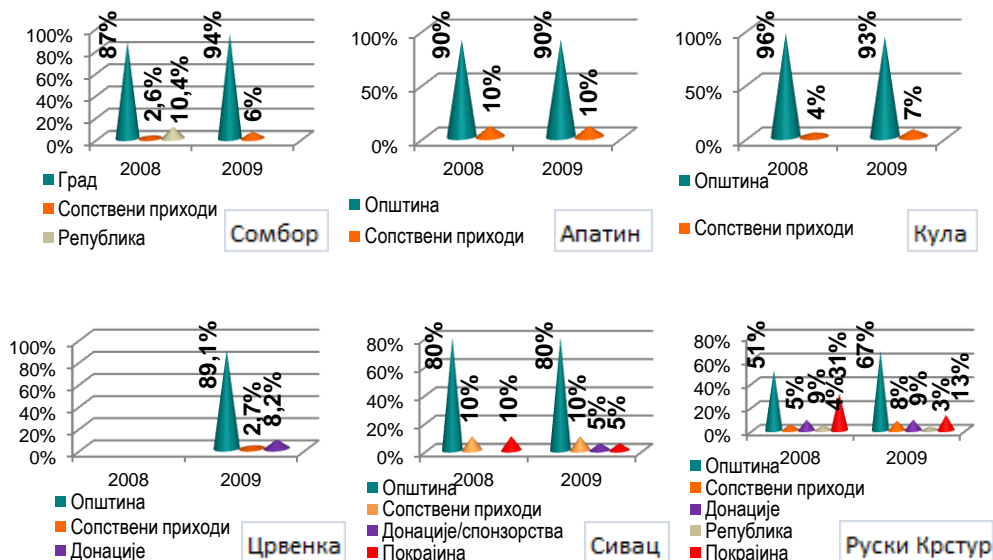 100%
80%
60%
40%
20%
0%
87%
2,6%
10,4%
94%
6%
2008 2009
Град
Сопствени приходи
Република
Сомбор
100%
50%
0%
90%
10%
90%
10%
2008 2009
Општина
Сопствени приходи
Апатин
100%
50%
0%
96%
4%
93%
7%
2008 2009
Општина
Сопствени приходи
Кула
100%
80%
60%
40%
20%
0%
89,1%
2,7%
8,2%
2008 2009
Општина
Сопствени приходи
Донације
Црвенка
80%
60%
40%
20%
0%
80%
10%
10%
80%
10%
5%
5%
2008 2009
Општина
Сопствени приходи
Донације/спонзорства
Покрајина
Сивац
80%
60%
40%
20%
0%
51%
5%
9%
4%
31%
67%
8%
9%
3%
13%
2008 2009
Општина
Сопствени приходи
Донације
Република
Покрајина
Руски Крстур